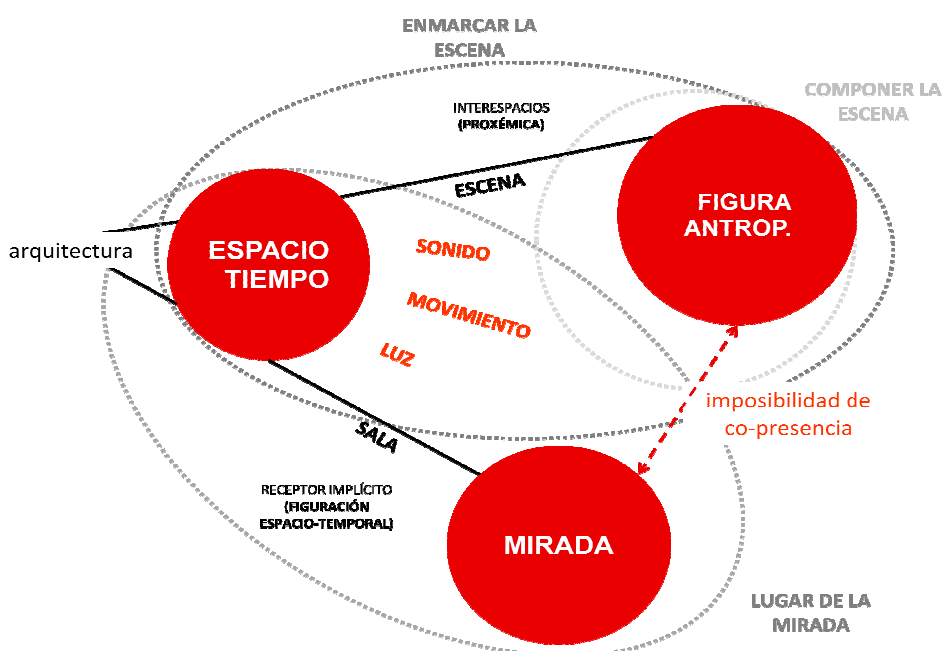 ENMARCAR LA
ESCENA
COMPONER LA
ESCENA
INTERESPACIOS
(PROXÉMICA)
ESCENA
FIGURA
ANTROP.
arquitectura
ESPACIO
TIEMPO
SONIDO
MOVIMIENTO
LUZ
imposibilidad de
co-presencia
SALA
RECEPTOR IMPLÍCITO
(FIGURACIÓN
ESPACIO-TEMPORAL)
MIRADA
LUGAR DE LA
MIRADA